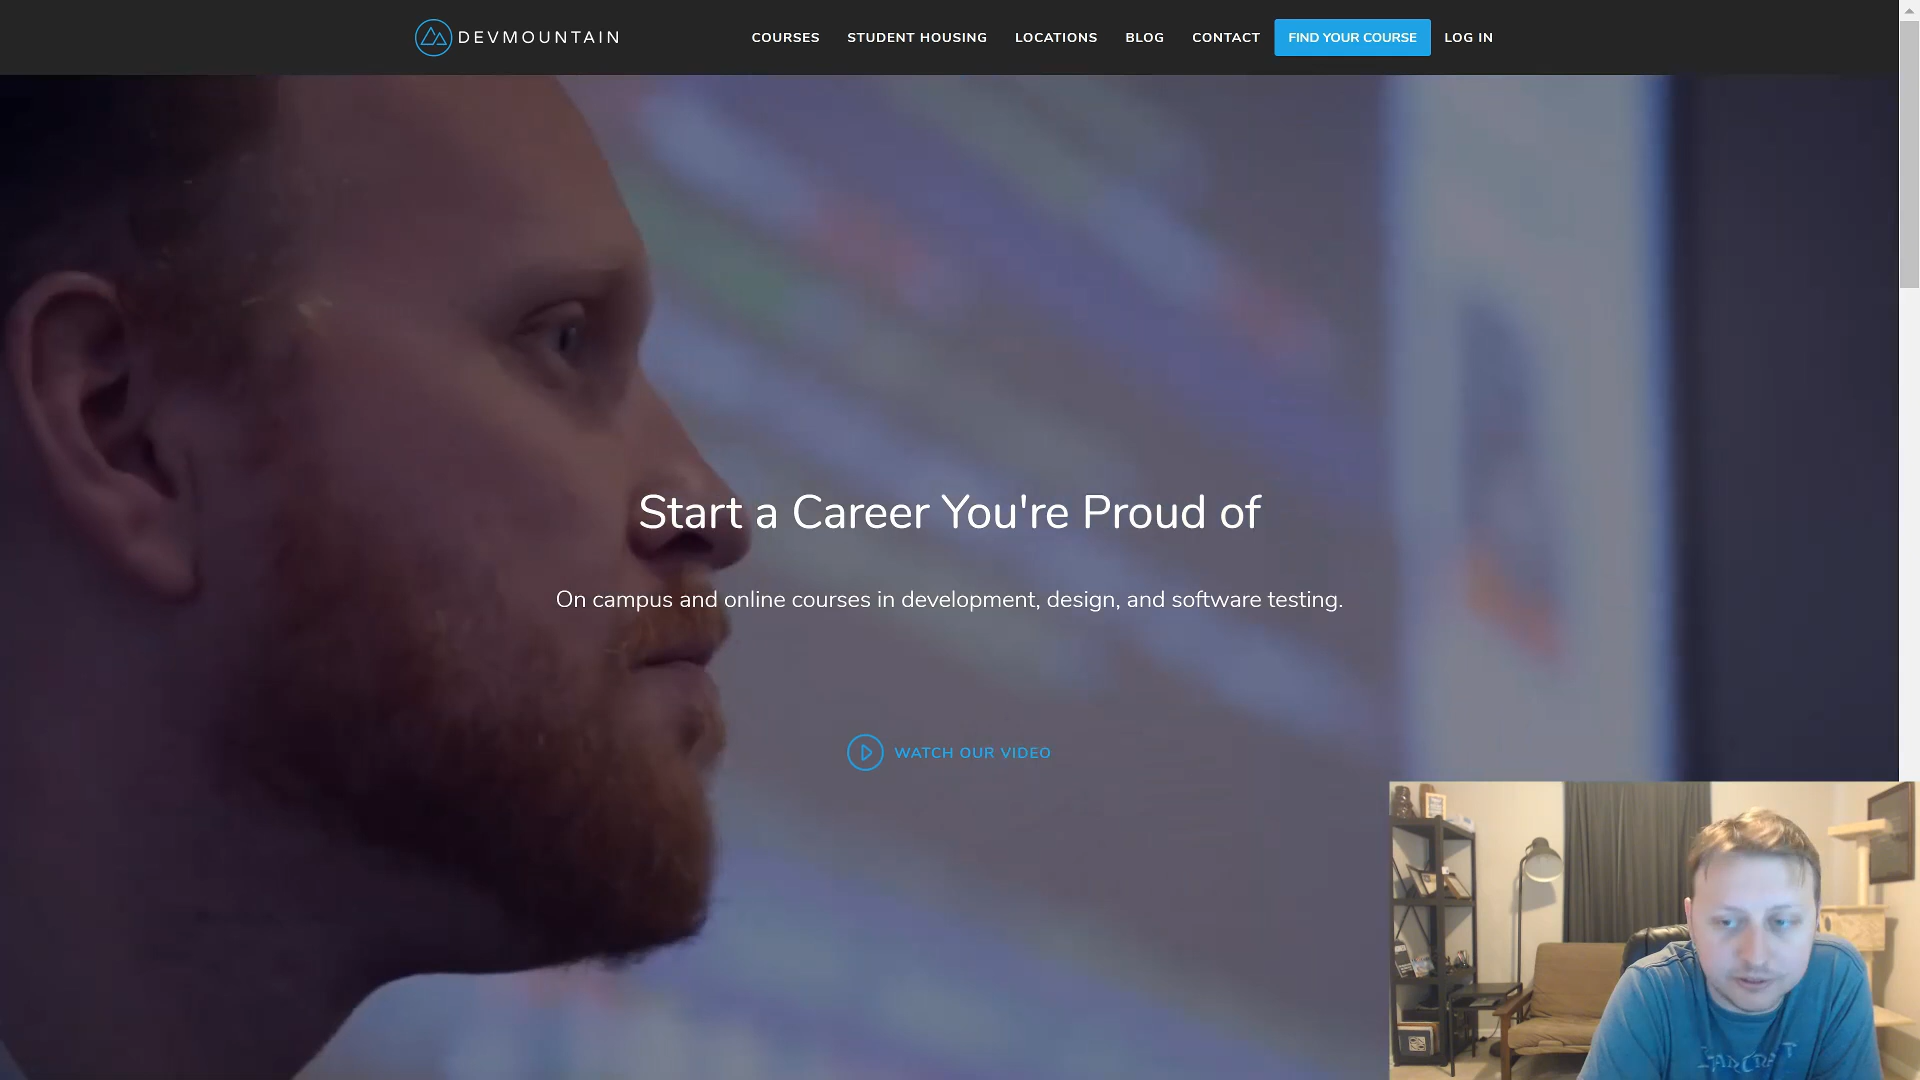 DEVMOUNTAIN
COURSES STUDENT HOUSING LOCATIONS BLOG CONTACT FIND YOUR COURSE LOG IN
Start a Career You're Proud of
On campus and online courses in development, design, and software testing.
WATCH OUR VIDEO